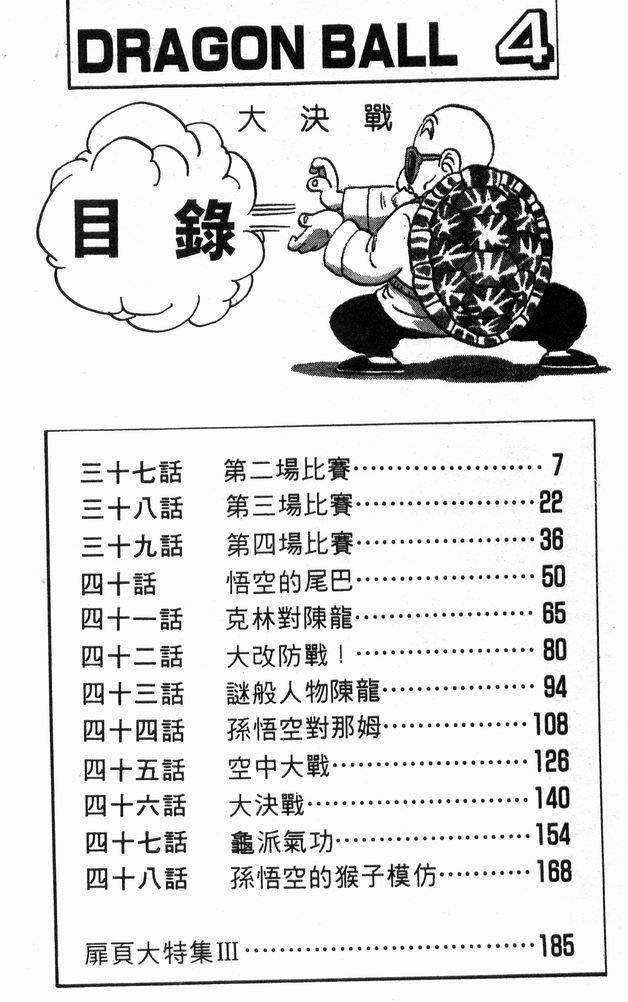 DRAGON BALL 4
大決戰
目錄
三十七話 第二場比賽……………………7
三十八話 第三場比賽……………………22
三十九話 第四場比賽……………………36
四十話 悟空的尾巴……………………50
四十一話 克林對陳龍……………………65
四十二話 大改防戰！……………………80
四十三話 謎般人物陳龍……………………94
四十四話 孫悟空對那姆……………………108
四十五話 空中大戰……………………126
四十六話 大決戰……………………140
四十七話 龜派氣功……………………154
四十八話 孫悟空的猴子模仿…………168
扉頁大特集III……………………………185